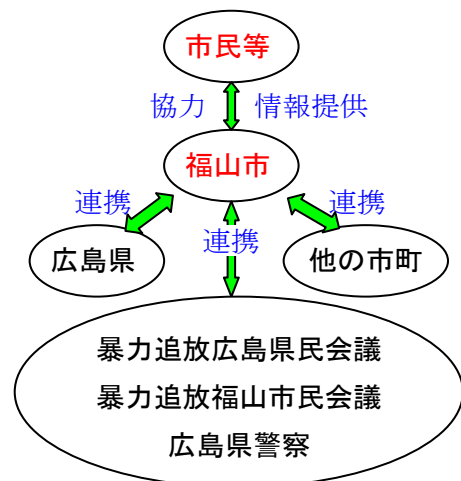 市民等
協力 情報提供
福山市
連携 連携
連携
広島県 他の市町
暴力追放広島県民会議
暴力追放福山市民会議
広島県警察